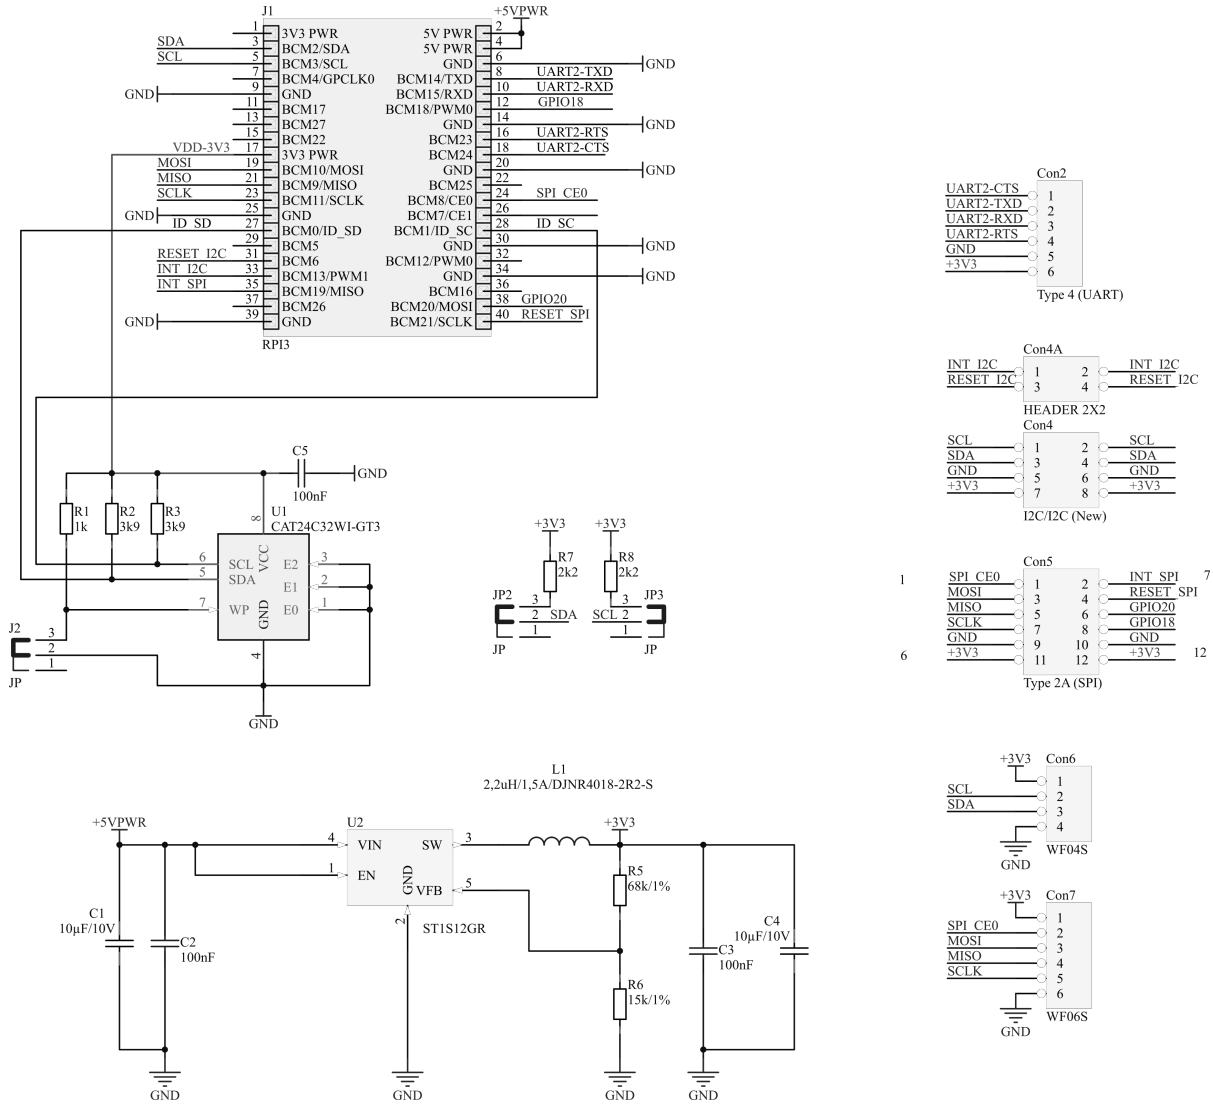 J1
+5VPWR
1 3V3 PWR 5V PWR 2
SDA 3 BCM2/SDA 5V PWR 4
SCL 5 BCM3/SCL GND 6 GND
7 BCM4/GPCLK0 BCM14/TXD 8 UART2-TXD
GND 9 GND BCM15/RXD 10 UART2-RXD
11 BCM17 BCM18/PWM0 12 GPIO18
13 BCM27 GND 14 GND
15 BCM22 BCM23 16 UART2-RTS
VDD-3V3 17 3V3 PWR BCM24 18 UART2-CTS
MOSI 19 BCM10/MOSI GND 20 GND
MISO 21 BCM9/MISO BCM25 22
SCLK 23 BCM11/SCLK BCM8/CE0 24 SPI_CE0
GND 25 GND BCM7/CE1 26
ID_SD 27 BCM0/ID_SD BCM1/ID_SC 28 ID_SC
29 BCM5 GND 30 GND
RESET_I2C 31 BCM6 BCM12/PWM0 32
INT_I2C 33 BCM13/PWM1 GND 34 GND
INT_SPI 35 BCM19/MISO BCM16 36
37 BCM26 BCM20/MOSI 38 GPIO20
GND 39 GND BCM21/SCLK 40 RESET_SPI
RPI3
Con2
UART2-CTS 1
UART2-TXD 2
UART2-RXD 3
UART2-RTS 4
GND 5
+3V3 6
Type 4 (UART)
Con4A
INT_I2C 1 2 INT_I2C
RESET_I2C 3 4 RESET_I2C
HEADER 2X2
Con4
SCL 1 2 SCL
SDA 3 4 SDA
GND 5 6 GND
+3V3 7 8 +3V3
I2C/I2C (New)
C5
GND
100nF
R1
1k
R2
3k9
R3
3k9
U1
CAT24C32WI-GT3
8
VCC
6 SCL E2 3
5 SDA E1 2
7 WP E0 1
GND
4
J2
3
2
1
JP
GND
+3V3
R7
2k2
JP2
3
2 SDA
1
JP
+3V3
R8
2k2
JP3
3
SCL 2
1
JP
Con5
1 SPI_CE0 1 2 INT_SPI 7
MOSI 3 4 RESET_SPI
MISO 5 6 GPIO20
SCLK 7 8 GPIO18
GND 9 10 GND
6 +3V3 11 12 +3V3 12
Type 2A (SPI)
L1
2,2uH/1,5A/DJNR4018-2R2-S
+5VPWR
U2
+3V3
4 VIN SW 3
1 EN
GND
VFB 5
2
ST1S12GR
C1
10µF/10V
C2
100nF
R5
68k/1%
R6
15k/1%
C3
100nF
C4
10µF/10V
GND
GND
GND
GND
+3V3
Con6
1
SCL 2
SDA 3
4
GND
WF04S
+3V3
Con7
1
SPI_CE0 2
MOSI 3
MISO 4
SCLK 5
6
GND
WF06S